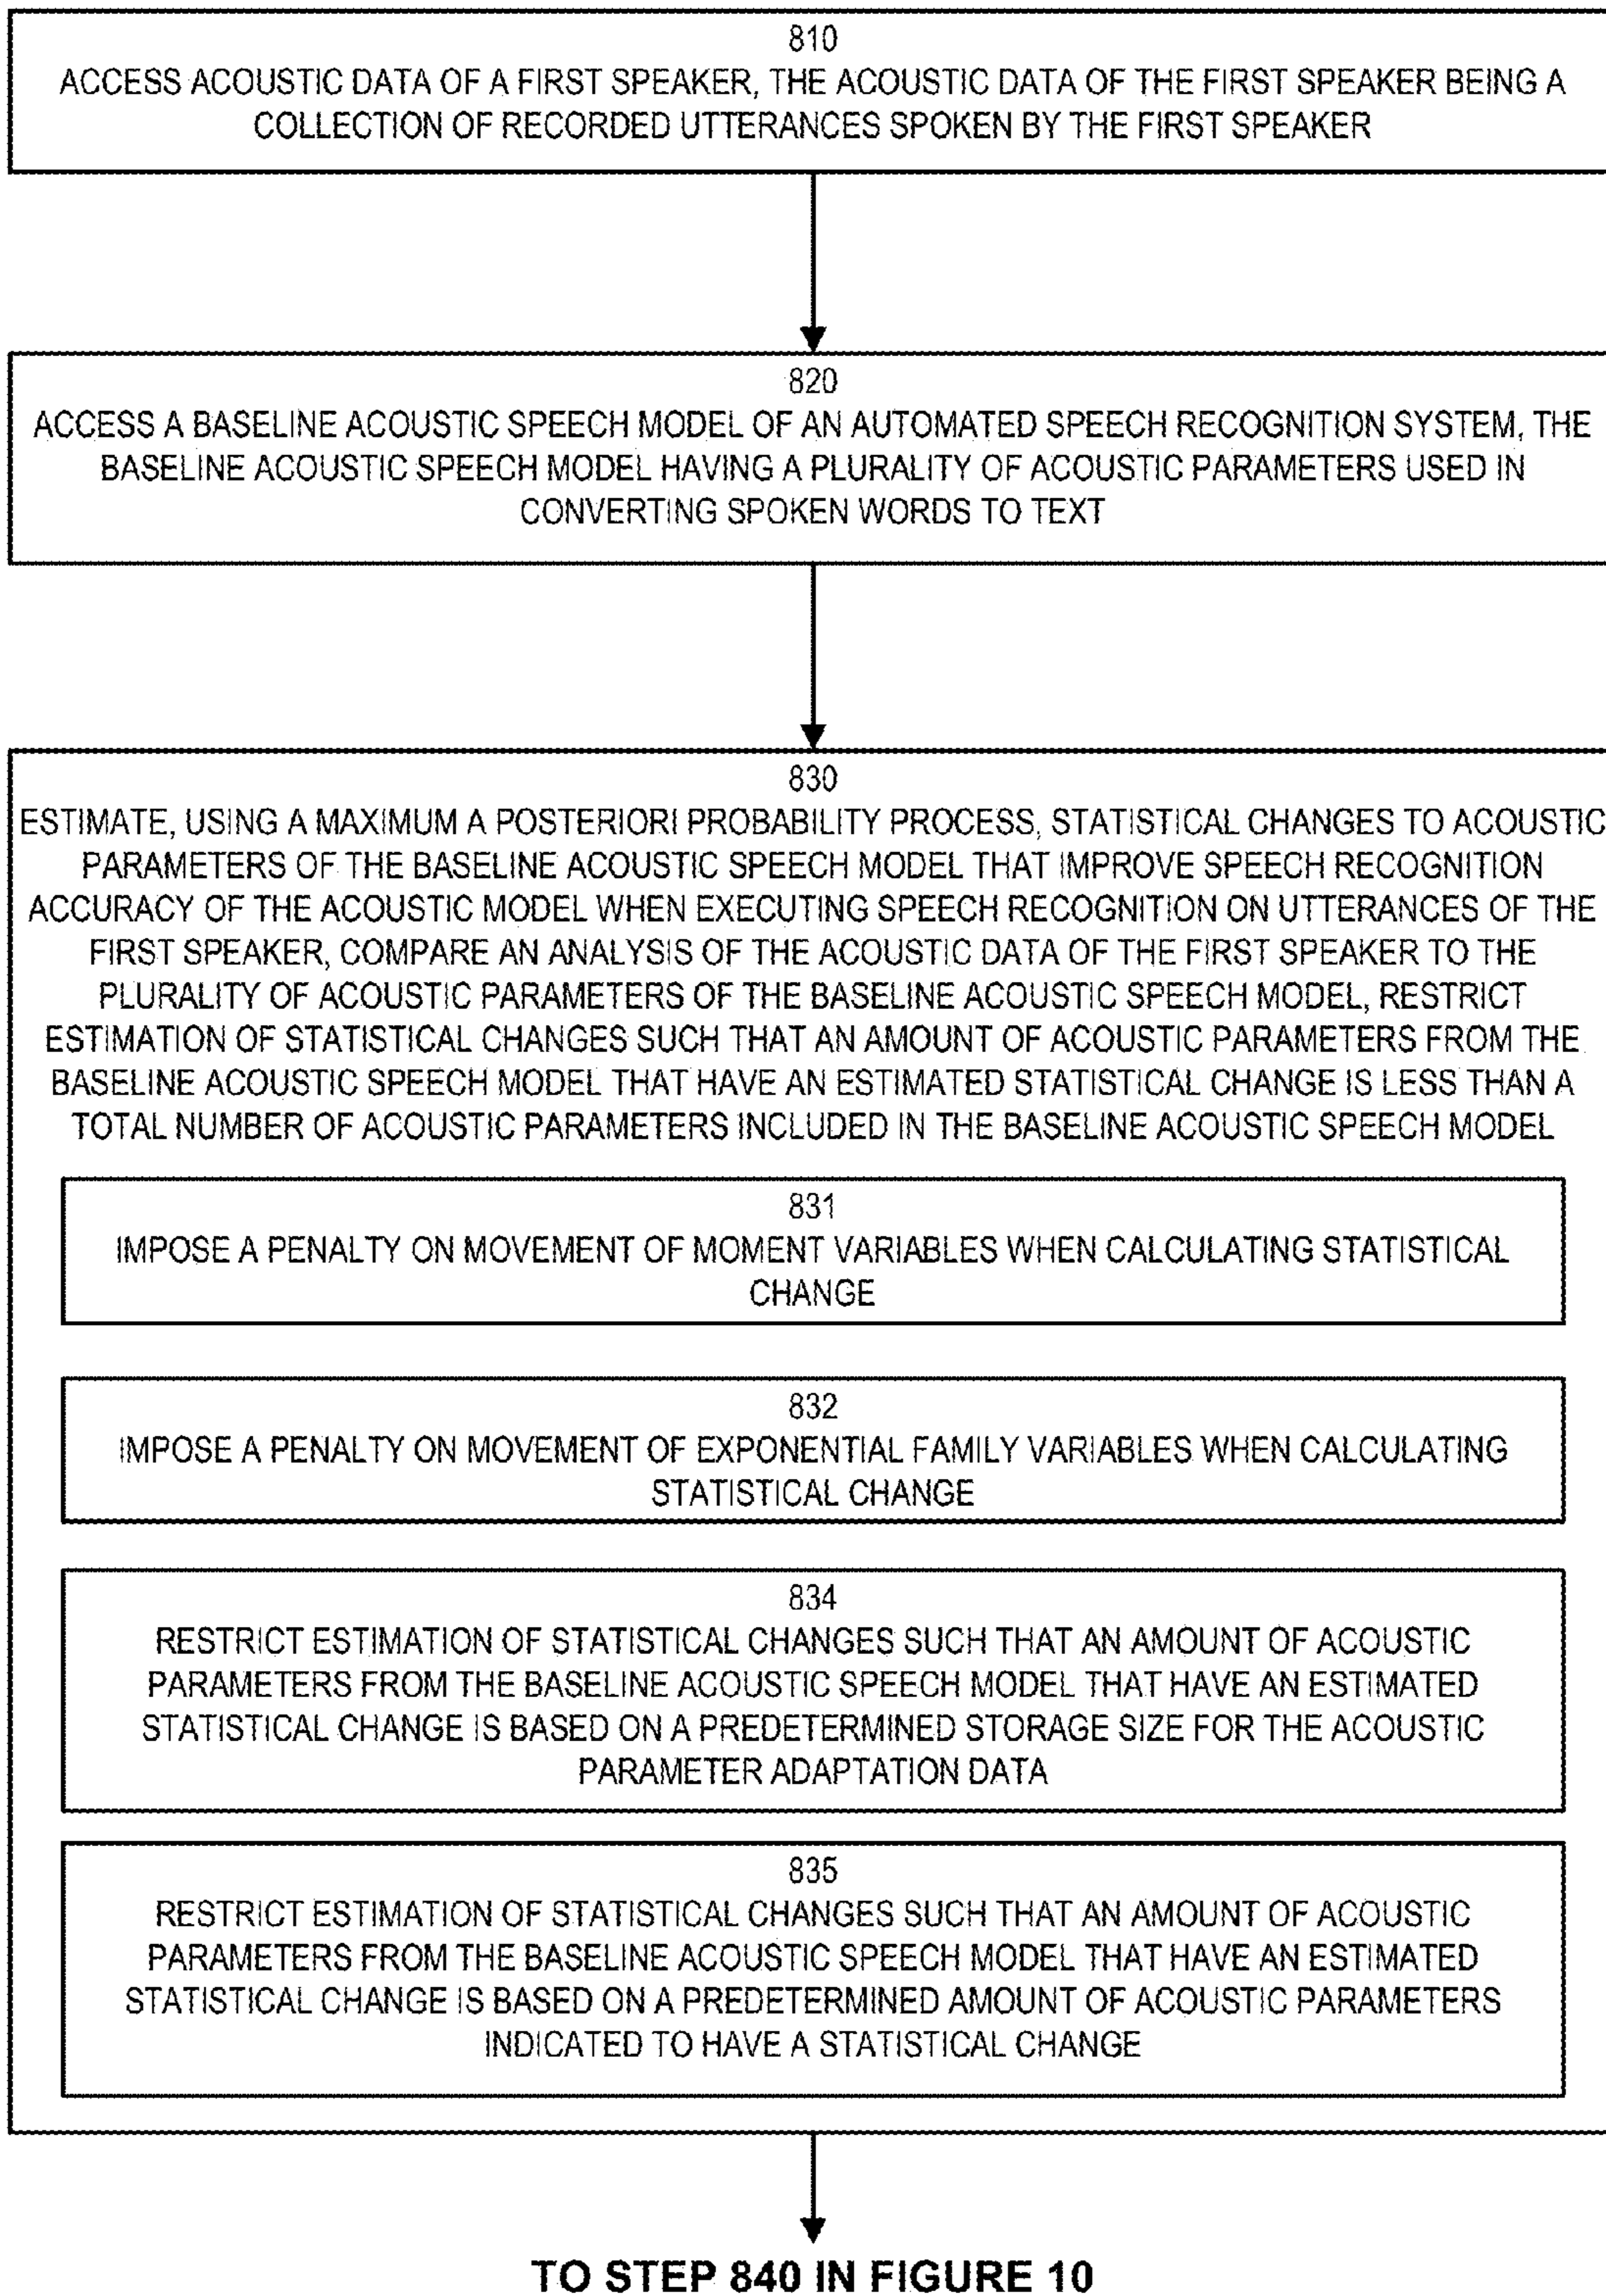 810
ACCESS ACOUSTIC DATA OF A FIRST SPEAKER, THE ACOUSTIC DATA OF THE FIRST SPEAKER BEING A
COLLECTION OF RECORDED UTTERANCES SPOKEN BY THE FIRST SPEAKER
820
ACCESS A BASELINE ACOUSTIC SPEECH MODEL OF AN AUTOMATED SPEECH RECOGNITION SYSTEM, THE
BASELINE ACOUSTIC SPEECH MODEL HAVING A PLURALITY OF ACOUSTIC PARAMETERS USED IN
CONVERTING SPOKEN WORDS TO TEXT
830
ESTIMATE, USING A MAXIMUM A POSTERIORI PROBABILITY PROCESS, STATISTICAL CHANGES TO ACOUSTIC
PARAMETERS OF THE BASELINE ACOUSTIC SPEECH MODEL THAT IMPROVE SPEECH RECOGNITION
ACCURACY OF THE ACOUSTIC MODEL WHEN EXECUTING SPEECH RECOGNITION ON UTTERANCES OF THE
FIRST SPEAKER, COMPARE AN ANALYSIS OF THE ACOUSTIC DATA OF THE FIRST SPEAKER TO THE
PLURALITY OF ACOUSTIC PARAMETERS OF THE BASELINE ACOUSTIC SPEECH MODEL, RESTRICT
ESTIMATION OF STATISTICAL CHANGES SUCH THAT AN AMOUNT OF ACOUSTIC PARAMETERS FROM THE
BASELINE ACOUSTIC SPEECH MODEL THAT HAVE AN ESTIMATED STATISTICAL CHANGE IS LESS THAN A
TOTAL NUMBER OF ACOUSTIC PARAMETERS INCLUDED IN THE BASELINE ACOUSTIC SPEECH MODEL
831
IMPOSE A PENALTY ON MOVEMENT OF MOMENT VARIABLES WHEN CALCULATING STATISTICAL
CHANGE
832
IMPOSE A PENALTY ON MOVEMENT OF EXPONENTIAL FAMILY VARIABLES WHEN CALCULATING
STATISTICAL CHANGE
834
RESTRICT ESTIMATION OF STATISTICAL CHANGES SUCH THAT AN AMOUNT OF ACOUSTIC
PARAMETERS FROM THE BASELINE ACOUSTIC SPEECH MODEL THAT HAVE AN ESTIMATED
STATISTICAL CHANGE IS BASED ON A PREDETERMINED STORAGE SIZE FOR THE ACOUSTIC
PARAMETER ADAPTATION DATA
835
RESTRICT ESTIMATION OF STATISTICAL CHANGES SUCH THAT AN AMOUNT OF ACOUSTIC
PARAMETERS FROM THE BASELINE ACOUSTIC SPEECH MODEL THAT HAVE AN ESTIMATED
STATISTICAL CHANGE IS BASED ON A PREDETERMINED AMOUNT OF ACOUSTIC PARAMETERS
INDICATED TO HAVE A STATISTICAL CHANGE
TO STEP 840 IN FIGURE 10